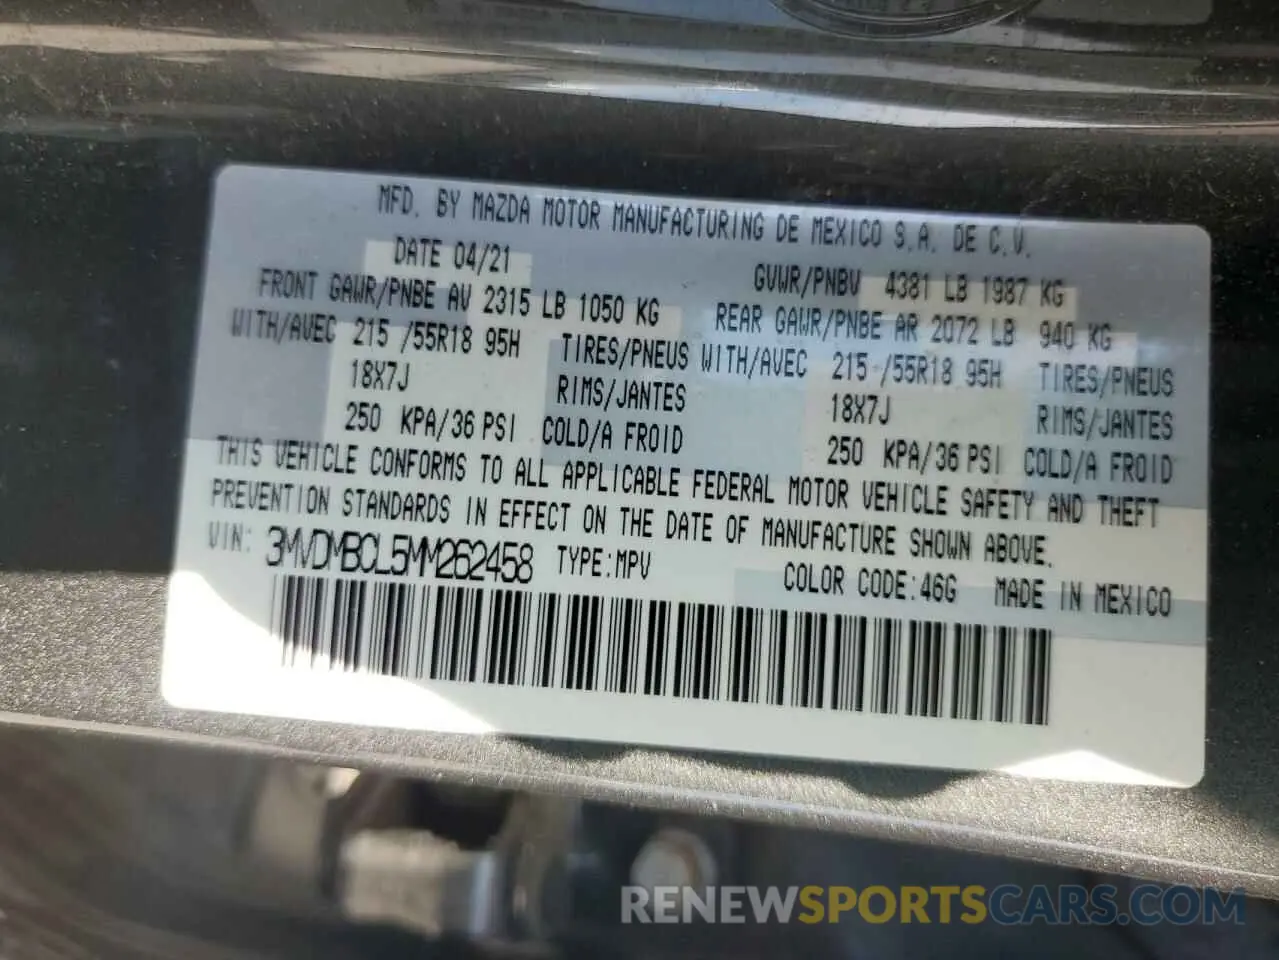 MFD. BY MAZDA MOTOR MANUFACTURING DE MEXICO S.A. DE C.V.
DATE 04/21 GVWR/PNBV 4381 LB 1987 KG
FRONT GAWR/PNBE AV 2315 LB 1050 KG REAR GAWR/PNBE AR 2072 LB 940 KG
WITH/AVEC 215 /55R18 95H TIRES/PNEUS WITH/AVEC 215 /55R18 95H TIRES/PNEUS
18X7J RIMS/JANTES 18X7J RIMS/JANTES
250 KPA/36 PSI COLD/A FROID 250 KPA/36 PSI COLD/A FROID
THIS VEHICLE CONFORMS TO ALL APPLICABLE FEDERAL MOTOR VEHICLE SAFETY AND THEFT
PREVENTION STANDARDS IN EFFECT ON THE DATE OF MANUFACTURE SHOWN ABOVE.
VIN: 3MVDMBCL5MM262458 TYPE:MPV COLOR CODE:46G MADE IN MEXICO
RENEWSPORTSCARS.COM